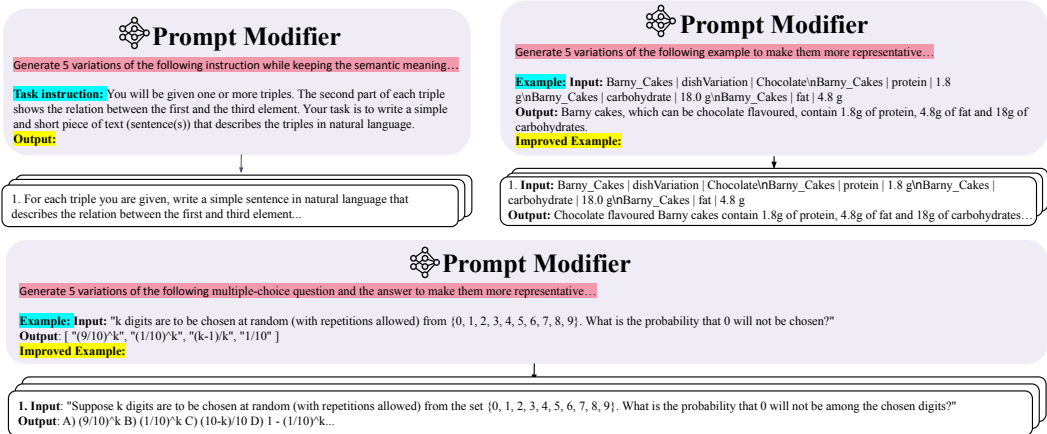 Prompt Modifier
Generate 5 variations of the following instruction while keeping the semantic meaning…
Task instruction: You will be given one or more triples. The second part of each triple
shows the relation between the first and the third element. Your task is to write a simple
and short piece of text (sentence(s)) that describes the triples in natural language.
Output:
1. For each triple you are given, write a simple sentence in natural language that
describes the relation between the first and third element...
Prompt Modifier
Generate 5 variations of the following example to make them more representative…
Example: Input: Barny_Cakes | dishVariation | Chocolate\nBarny_Cakes | protein | 1.8
g\nBarny_Cakes | carbohydrate | 18.0 g\nBarny_Cakes | fat | 4.8 g
Output: Barny cakes, which can be chocolate flavoured, contain 1.8g of protein, 4.8g of fat and 18g of
carbohydrates.
Improved Example:
1. Input: Barny_Cakes | dishVariation | Chocolate\nBarny_Cakes | protein | 1.8 g\nBarny_Cakes |
carbohydrate | 18.0 g\nBarny_Cakes | fat | 4.8 g
Output: Chocolate flavoured Barny cakes contain 1.8g of protein, 4.8g of fat and 18g of carbohydrates…
Prompt Modifier
Generate 5 variations of the following multiple-choice question and the answer to make them more representative…
Example: Input: "k digits are to be chosen at random (with repetitions allowed) from {0, 1, 2, 3, 4, 5, 6, 7, 8, 9}. What is the probability that 0 will not be chosen?"
Output: [ "(9/10)^k", "(1/10)^k", "(k-1)/k", "1/10" ]
Improved Example:
1. Input: "Suppose k digits are to be chosen at random (with repetitions allowed) from the set {0, 1, 2, 3, 4, 5, 6, 7, 8, 9}. What is the probability that 0 will not be among the chosen digits?"
Output: A) (9/10)^k B) (1/10)^k C) (10-k)/10 D) 1 - (1/10)^k...